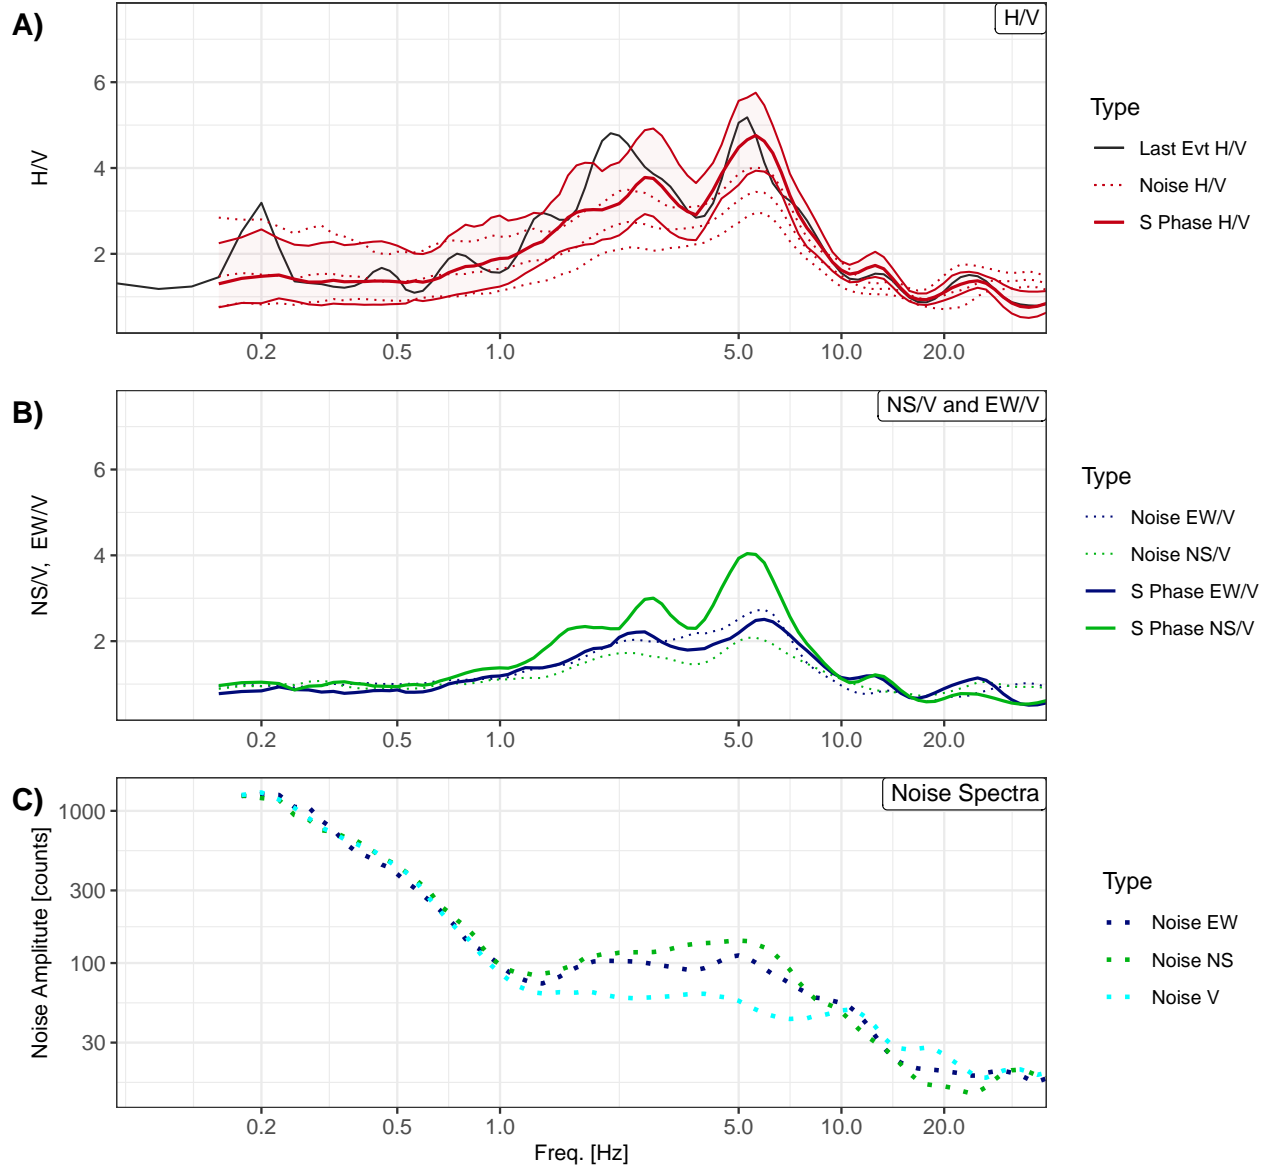 A)
H/V
6
4
2
H/V
0.2 0.5 1.0 5.0 10.0 20.0
Type
Last Evt H/V
Noise H/V
S Phase H/V
B)
NS/V and EW/V
6
4
2
NS/V, EW/V
0.2 0.5 1.0 5.0 10.0 20.0
Type
Noise EW/V
Noise NS/V
S Phase EW/V
S Phase NS/V
C)
Noise Spectra
1000
300
100
30
Noise Amplitude [counts]
0.2 0.5 1.0 5.0 10.0 20.0
Freq. [Hz]
Type
Noise EW
Noise NS
Noise V